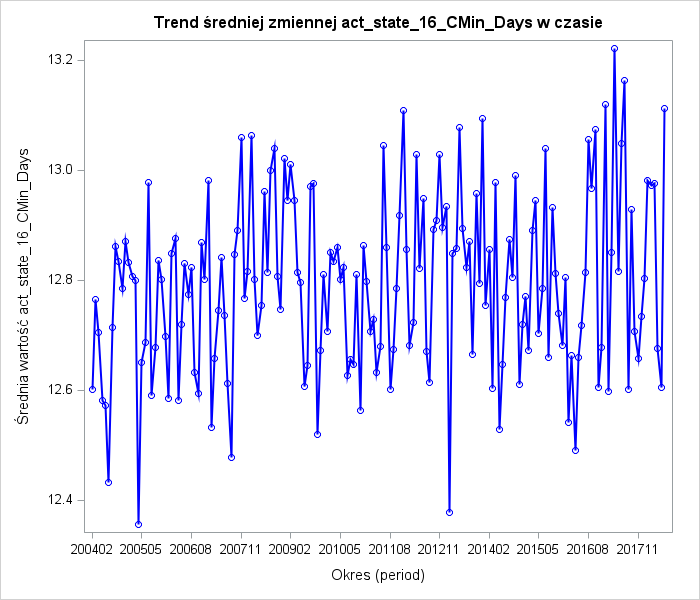 Trend średniej zmiennej act_state_16_CMin_Days w czasie
Średnia wartość act_state_16_CMin_Days
13.2
13.0
12.8
12.6
12.4
200402 200505 200608 200711 200902 201005 201108 201211 201402 201505 201608 201711
Okres (period)